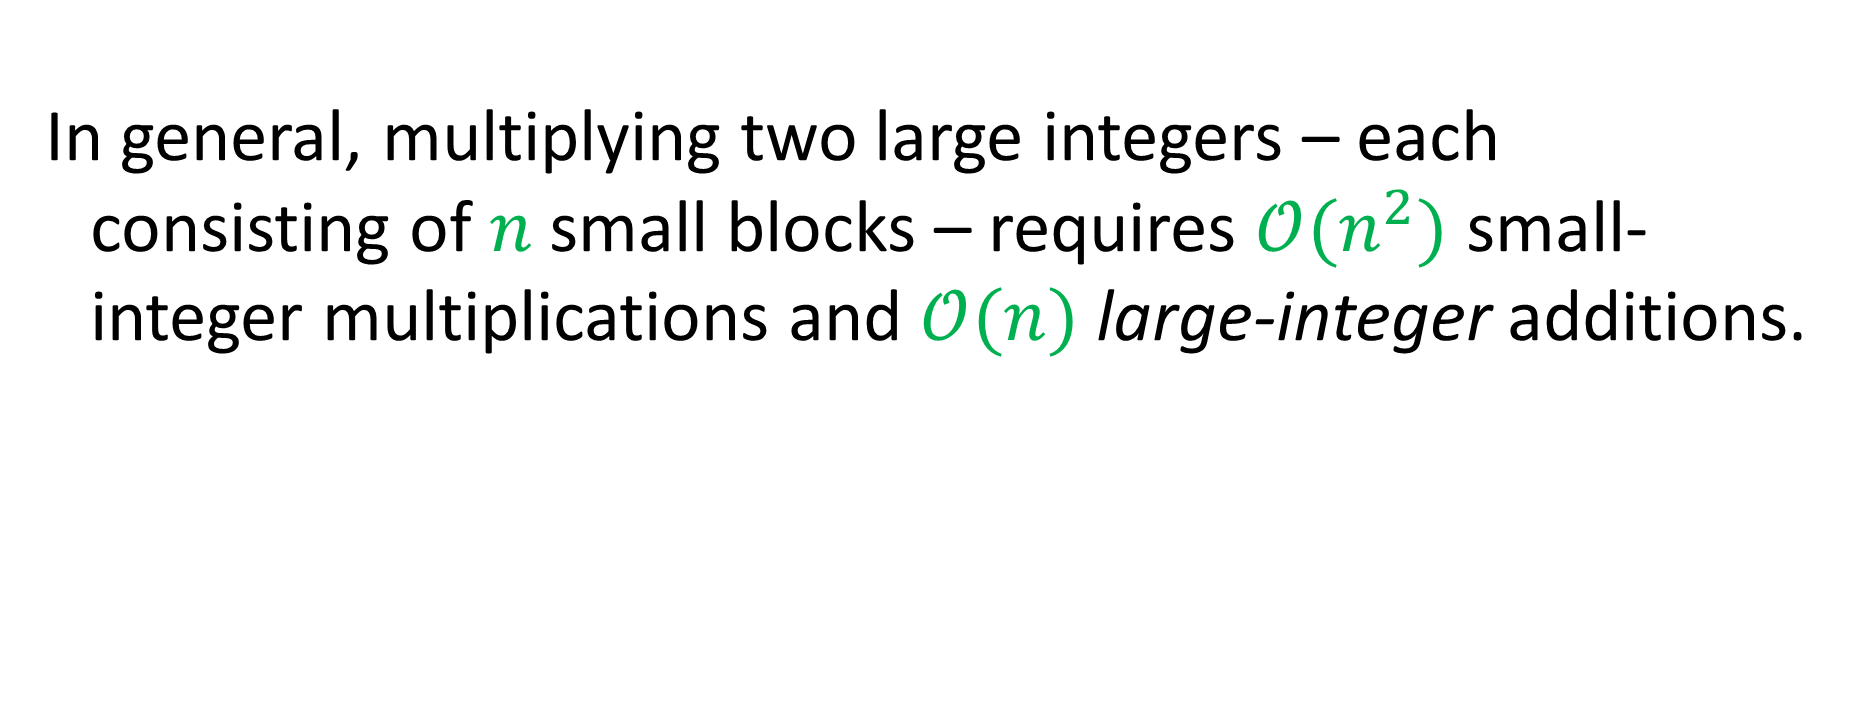 In general, multiplying two large integers – each
consisting of 𝑛 small blocks – requires 𝒪(𝑛²) small-
integer multiplications and 𝒪(𝑛) large-integer additions.